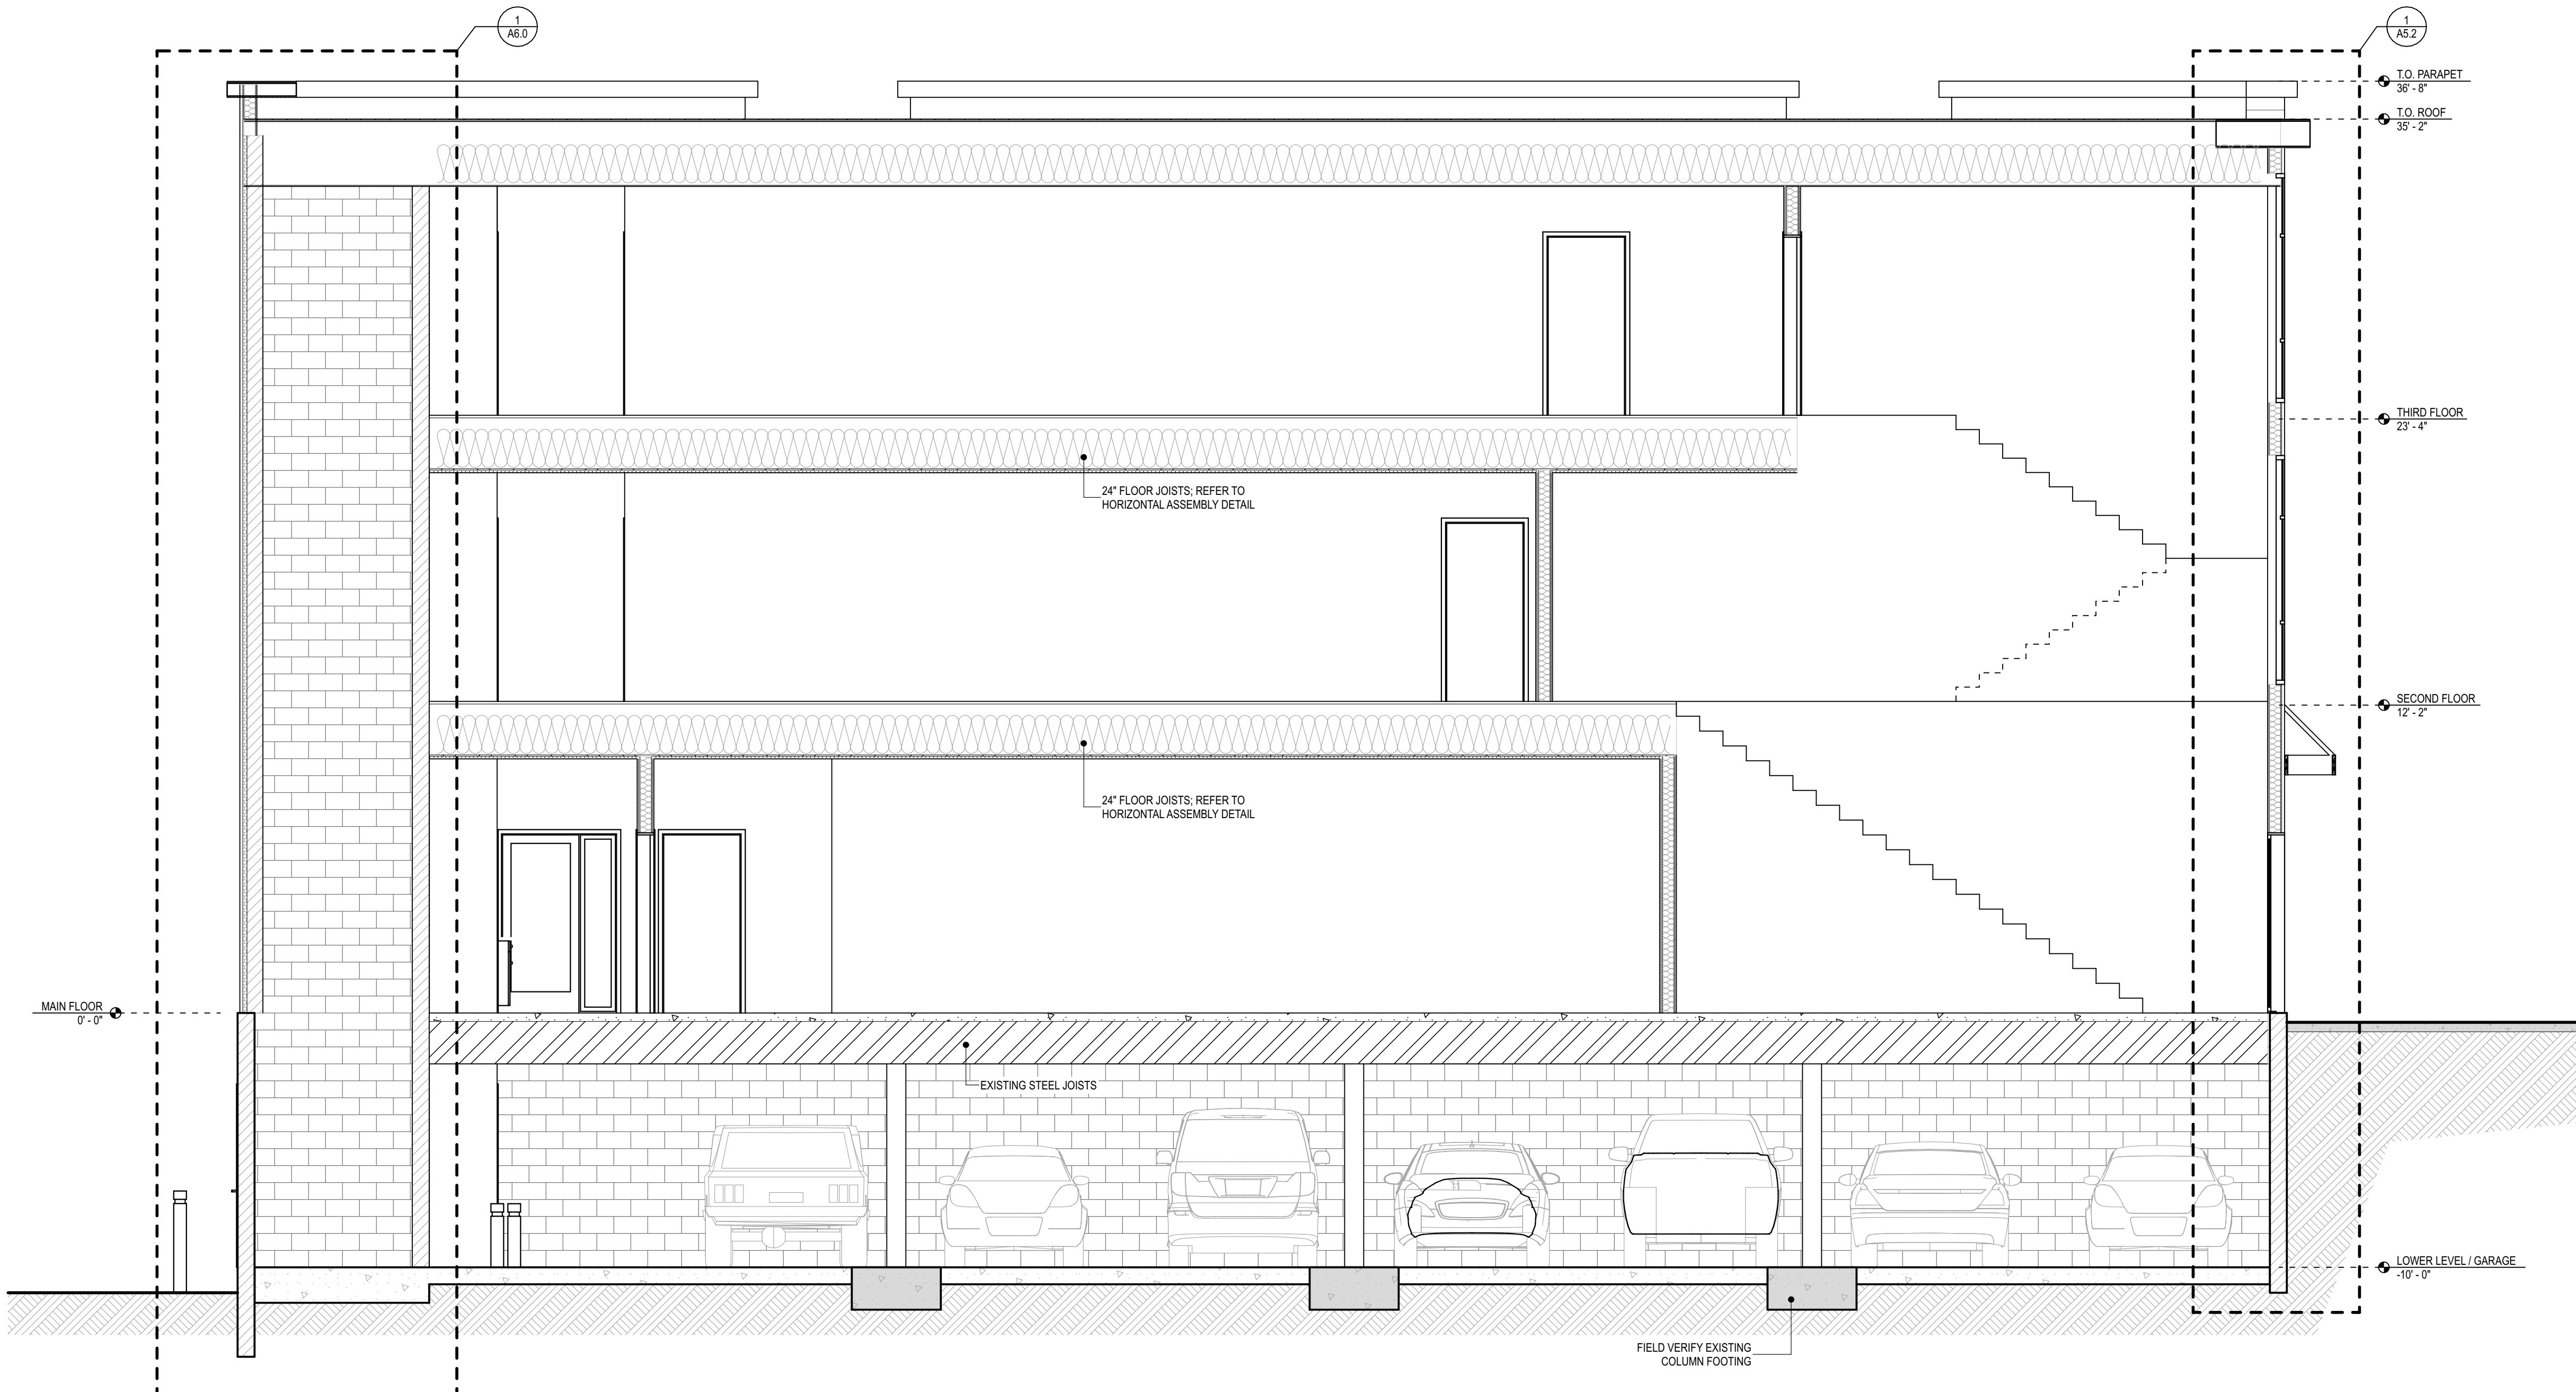 1
A6.0
1
A5.2
T.O. PARAPET
36' - 8"
T.O. ROOF
35' - 2"
THIRD FLOOR
23' - 4"
24" FLOOR JOISTS; REFER TO
HORIZONTAL ASSEMBLY DETAIL
SECOND FLOOR
12' - 2"
24" FLOOR JOISTS; REFER TO
HORIZONTAL ASSEMBLY DETAIL
MAIN FLOOR
0' - 0"
EXISTING STEEL JOISTS
LOWER LEVEL / GARAGE
-10' - 0"
FIELD VERIFY EXISTING
COLUMN FOOTING